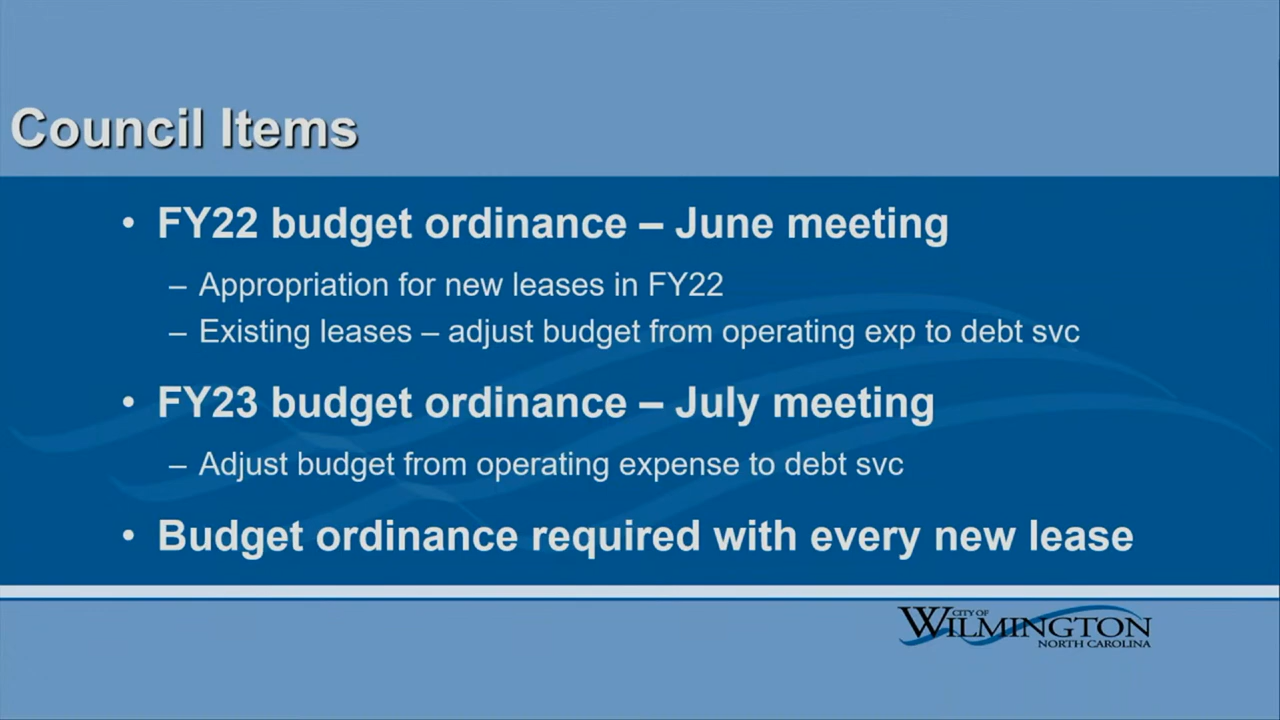 Council Items
• FY22 budget ordinance – June meeting
– Appropriation for new leases in FY22
– Existing leases – adjust budget from operating exp to debt svc
• FY23 budget ordinance – July meeting
– Adjust budget from operating expense to debt svc
• Budget ordinance required with every new lease
CITY OF
WILMINGTON
NORTH CAROLINA